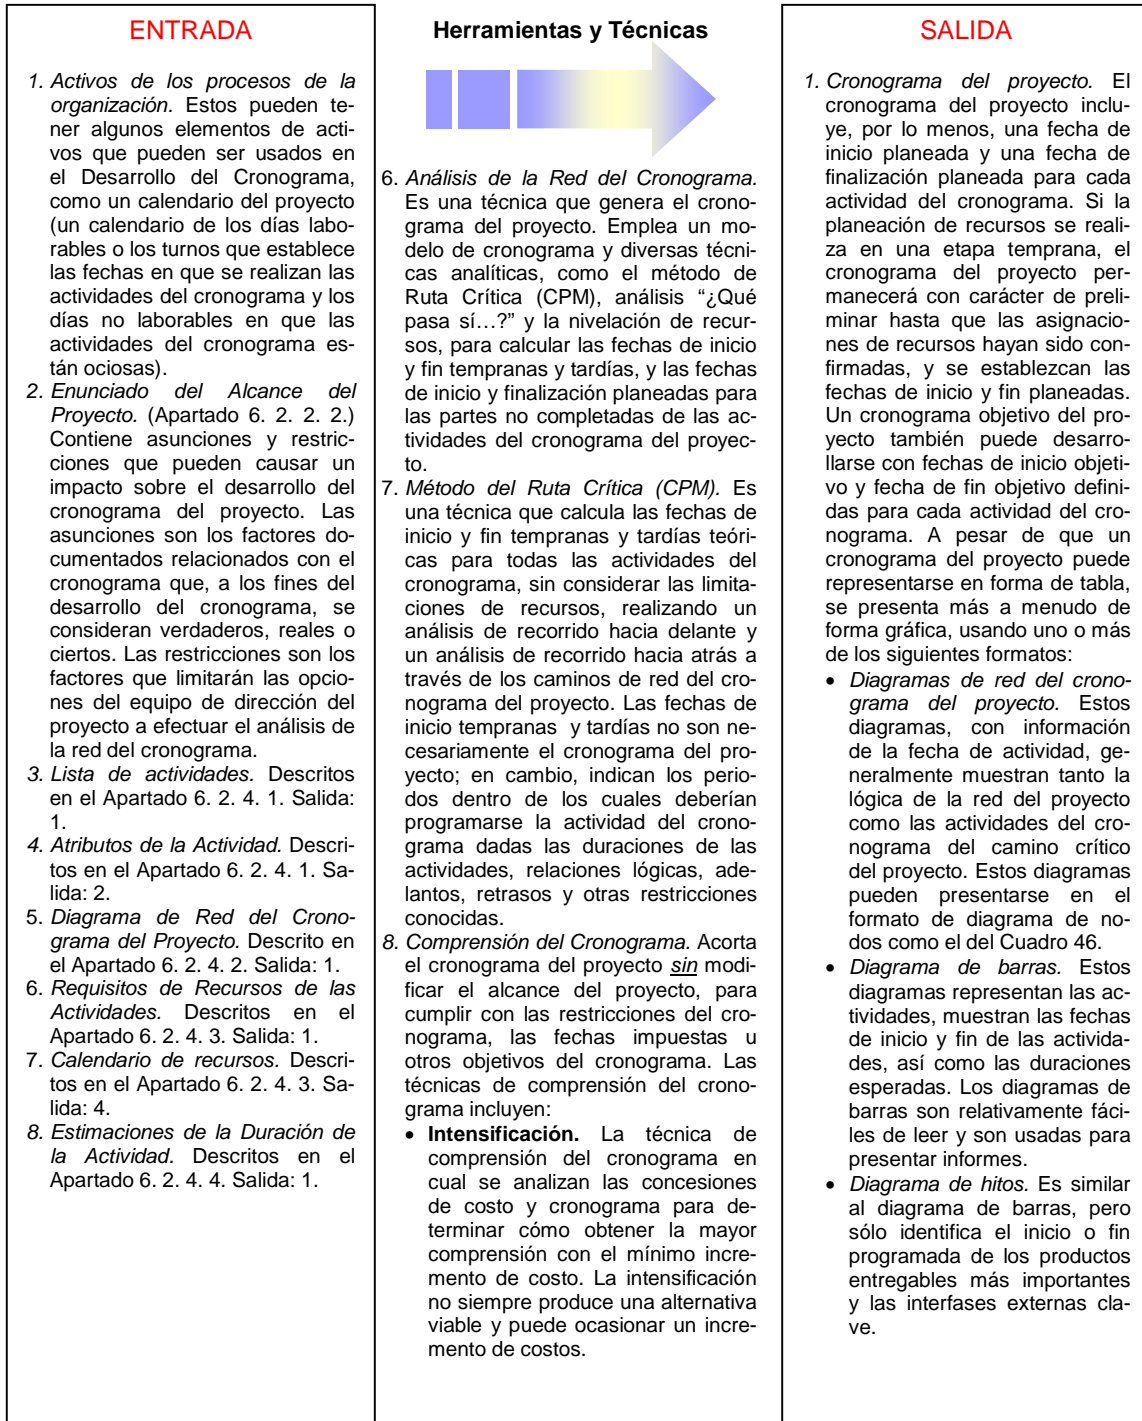 ENTRADA
1. Activos de los procesos de la
organización. Estos pueden te-
ner algunos elementos de acti-
vos que pueden ser usados en
el Desarrollo del Cronograma,
como un calendario del proyecto
(un calendario de los días labo-
rables o los turnos que establece
las fechas en que se realizan las
actividades del cronograma y los
días no laborables en que las
actividades del cronograma es-
tán ociosas).
2. Enunciado del Alcance del
Proyecto. (Apartado 6. 2. 2. 2.)
Contiene asunciones y restric-
ciones que pueden causar un
impacto sobre el desarrollo del
cronograma del proyecto. Las
asunciones son los factores do-
cumentados relacionados con el
cronograma que, a los fines del
desarrollo del cronograma, se
consideran verdaderos, reales o
ciertos. Las restricciones son los
factores que limitarán las opcio-
nes del equipo de dirección del
proyecto a efectuar el análisis de
la red del cronograma.
3. Lista de actividades. Descritos
en el Apartado 6. 2. 4. 1. Salida:
1.
4. Atributos de la Actividad. Descri-
tos en el Apartado 6. 2. 4. 1. Sa-
lida: 2.
5. Diagrama de Red del Crono-
grama del Proyecto. Descrito en
el Apartado 6. 2. 4. 2. Salida: 1.
6. Requisitos de Recursos de las
Actividades. Descritos en el
Apartado 6. 2. 4. 3. Salida: 1.
7. Calendario de recursos. Descri-
tos en el Apartado 6. 2. 4. 3. Sa-
lida: 4.
8. Estimaciones de la Duración de
la Actividad. Descritos en el
Apartado 6. 2. 4. 4. Salida: 1.
Herramientas y Técnicas
6. Análisis de la Red del Cronograma.
Es una técnica que genera el crono-
grama del proyecto. Emplea un mo-
delo de cronograma y diversas técni-
cas analíticas, como el método de
Ruta Crítica (CPM), análisis “¿Qué
pasa sí…?” y la nivelación de recur-
sos, para calcular las fechas de inicio
y fin tempranas y tardías, y las fechas
de inicio y finalización planeadas para
las partes no completadas de las ac-
tividades del cronograma del proyec-
to.
7. Método del Ruta Crítica (CPM). Es
una técnica que calcula las fechas de
inicio y fin tempranas y tardías teóri-
cas para todas las actividades del
cronograma, sin considerar las limita-
ciones de recursos, realizando un
análisis de recorrido hacia delante y
un análisis de recorrido hacia atrás a
través de los caminos de red del cro-
nograma del proyecto. Las fechas de
inicio tempranas y tardías no son ne-
cesariamente el cronograma del pro-
yecto; en cambio, indican los perio-
dos dentro de los cuales deberían
programarse la actividad del crono-
grama dadas las duraciones de las
actividades, relaciones lógicas, ade-
lantos, retrasos y otras restricciones
conocidas.
8. Comprensión del Cronograma. Acorta
el cronograma del proyecto sin modi-
ficar el alcance del proyecto, para
cumplir con las restricciones del cro-
nograma, las fechas impuestas u
otros objetivos del cronograma. Las
técnicas de comprensión del crono-
grama incluyen:
• Intensificación. La técnica de
comprensión del cronograma en
cual se analizan las concesiones
de costo y cronograma para de-
terminar cómo obtener la mayor
comprensión con el mínimo incre-
mento de costo. La intensificación
no siempre produce una alternativa
viable y puede ocasionar un incre-
mento de costos.
SALIDA
1. Cronograma del proyecto. El
cronograma del proyecto inclu-
ye, por lo menos, una fecha de
inicio planeada y una fecha de
finalización planeada para cada
actividad del cronograma. Si la
planeación de recursos se reali-
za en una etapa temprana, el
cronograma del proyecto per-
manecerá con carácter de preli-
minar hasta que las asignacio-
nes de recursos hayan sido con-
firmadas, y se establezcan las
fechas de inicio y fin planeadas.
Un cronograma objetivo del pro-
yecto también puede desarro-
llarse con fechas de inicio objeti-
vo y fecha de fin objetivo defini-
das para cada actividad del cro-
nograma. A pesar de que un
cronograma del proyecto puede
representarse en forma de tabla,
se presenta más a menudo de
forma gráfica, usando uno o más
de los siguientes formatos:
• Diagramas de red del crono-
grama del proyecto. Estos
diagramas, con información
de la fecha de actividad, ge-
neralmente muestran tanto la
lógica de la red del proyecto
como las actividades del cro-
nograma del camino crítico
del proyecto. Estos diagramas
pueden presentarse en el
formato de diagrama de no-
dos como el del Cuadro 46.
• Diagrama de barras. Estos
diagramas representan las ac-
tividades, muestran las fechas
de inicio y fin de las activida-
des, así como las duraciones
esperadas. Los diagramas de
barras son relativamente fáci-
les de leer y son usadas para
presentar informes.
• Diagrama de hitos. Es similar
al diagrama de barras, pero
sólo identifica el inicio o fin
programada de los productos
entregables más importantes
y las interfases externas cla-
ve.